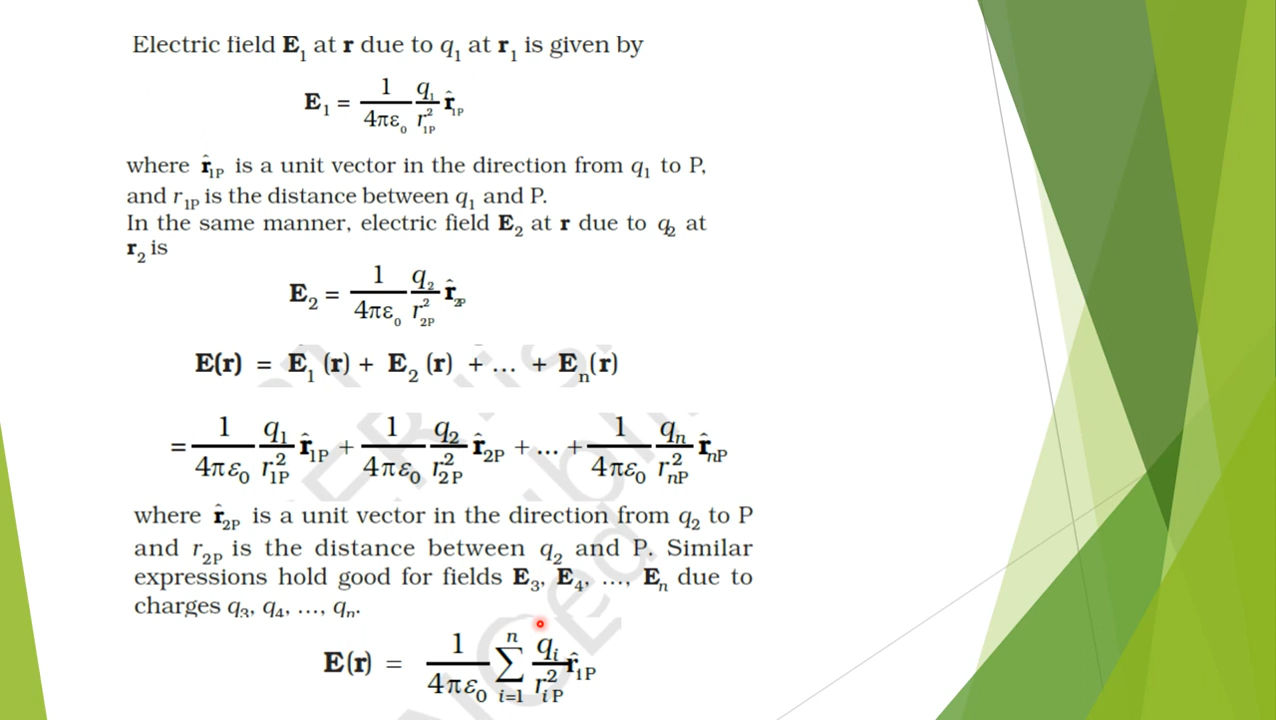 Electric field E₁ at r due to q₁ at r₁ is given by
E₁ = 1/4πε₀ q₁/r²₁P r̂₁P
where r̂₁P is a unit vector in the direction from q₁ to P,
and r₁P is the distance between q₁ and P.
In the same manner, electric field E₂ at r due to q₂ at
r₂ is
E₂ = 1/4πε₀ q₂/r²₂P r̂₂P
E(r) = E₁ (r) + E₂ (r) + … + Eₙ(r)
= 1/4πε₀ q₁/r²₁P r̂₁P + 1/4πε₀ q₂/r²₂P r̂₂P + ... + 1/4πε₀ qₙ/r²ₙP r̂ₙP
where r̂₂P is a unit vector in the direction from q₂ to P
and r₂P is the distance between q₂ and P. Similar
expressions hold good for fields E₃, E₄, ..., Eₙ due to
charges q₃, q₄, ..., qₙ.
E(r) = 1/4πε₀ Σⁿᵢ₌₁ qᵢ/r²ᵢP r̂ᵢP